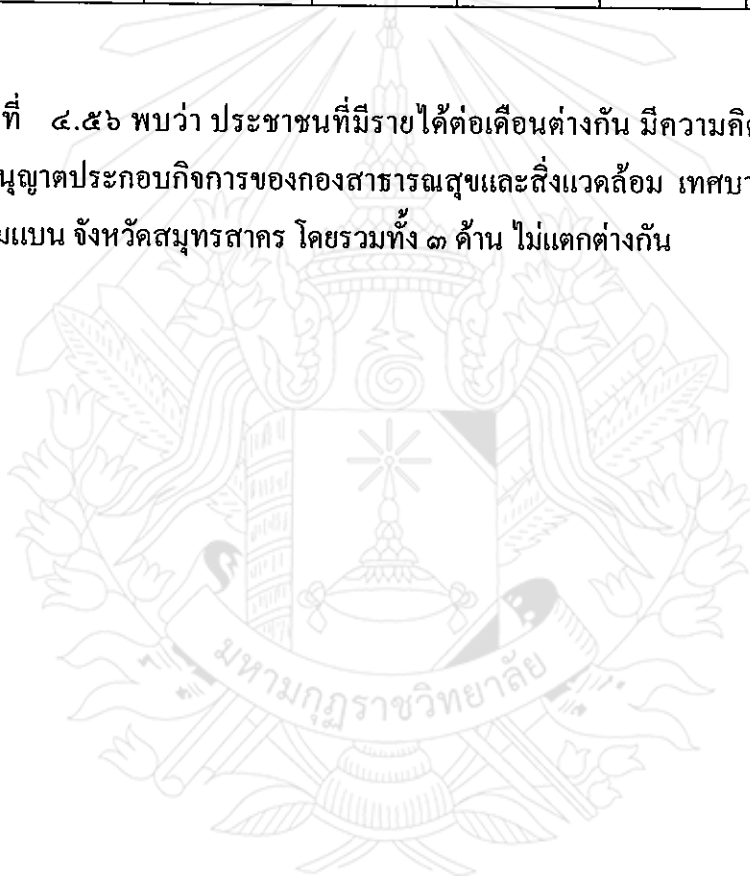 ที่ ๔.๕๖ พบว่า ประชาชนที่มีรายได้ต่อเดือนต่างกัน มีความคิด
นุญาตประกอบกิจการของกองสาธารณสุขและสิ่งแวดล้อม เทศบา
มแบน จังหวัดสมุทรสาคร โดยรวมทั้ง ๓ ด้าน ไม่แตกต่างกัน
มหามกุฏราชวิทยาลัย